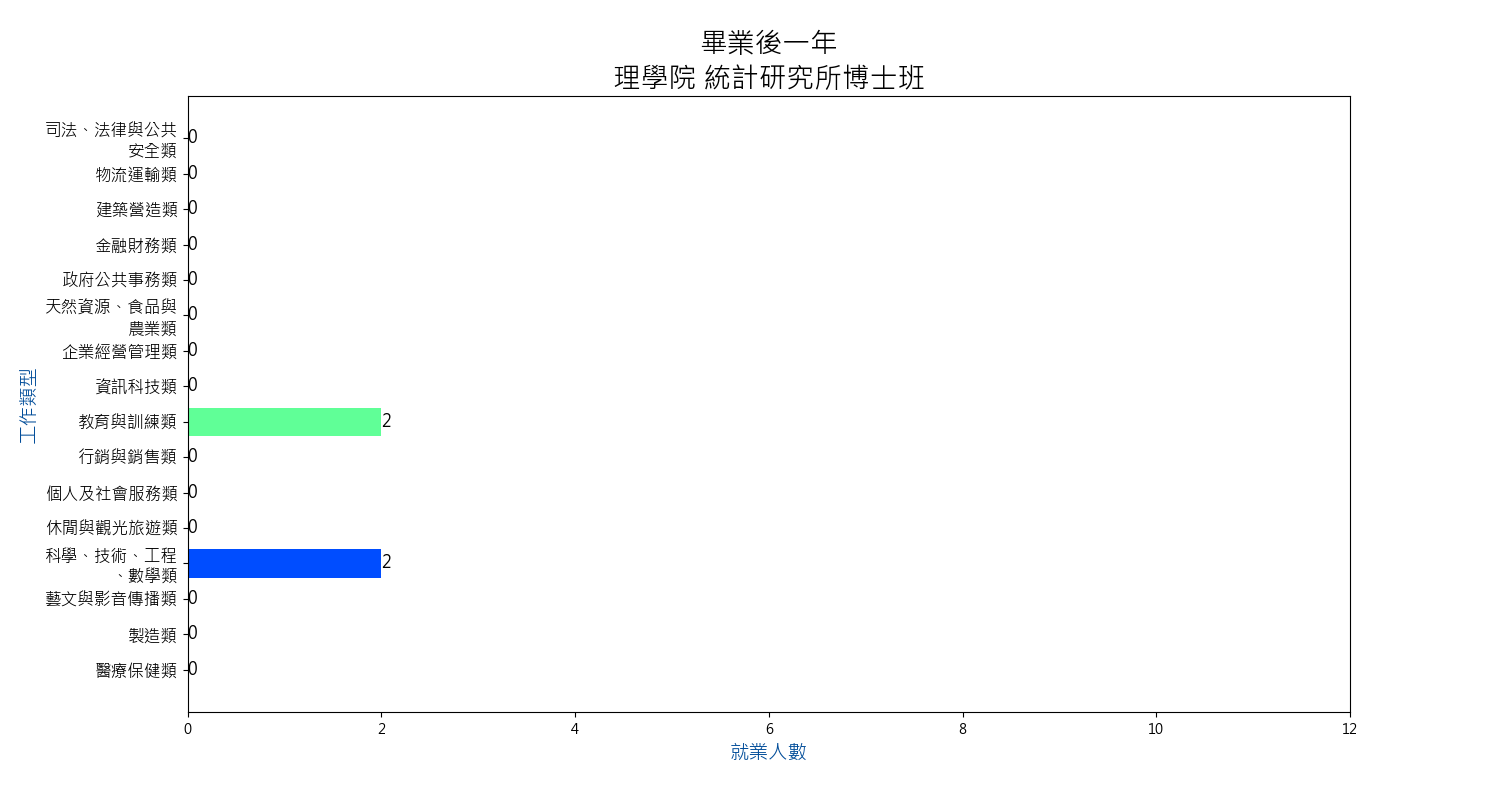 畢業後一年
理學院 統計研究所博士班
司法、法律與公共
安全類
0
物流運輸類
0
建築營造類
0
金融財務類
0
政府公共事務類
0
天然資源、食品與
農業類
0
企業經營管理類
0
資訊科技類
0
教育與訓練類
2
行銷與銷售類
0
個人及社會服務類
0
休閒與觀光旅遊類
0
科學、技術、工程
、數學類
2
藝文與影音傳播類
0
製造類
0
醫療保健類
0
工作類型
0 2 4 6 8 10 12
就業人數